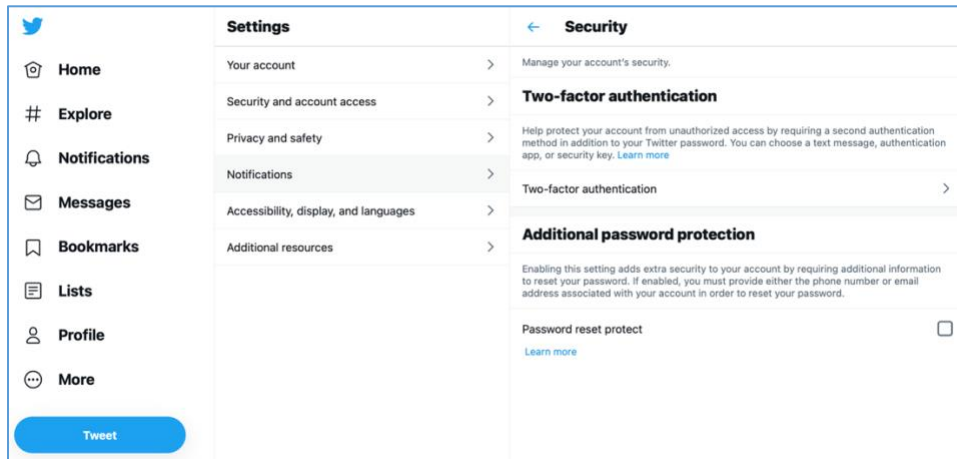 Home
Explore
Notifications
Messages
Bookmarks
Lists
Profile
More
Tweet
Settings
Your account
Security and account access
Privacy and safety
Notifications
Accessibility, display, and languages
Additional resources
Security
Manage your account's security.
Two-factor authentication
Help protect your account from unauthorized access by requiring a second authentication
method in addition to your Twitter password. You can choose a text message, authentication
app, or security key. Learn more
Two-factor authentication
Additional password protection
Enabling this setting adds extra security to your account by requiring additional information
to reset your password. If enabled, you must provide either the phone number or email
address associated with your account in order to reset your password.
Password reset protect
Learn more